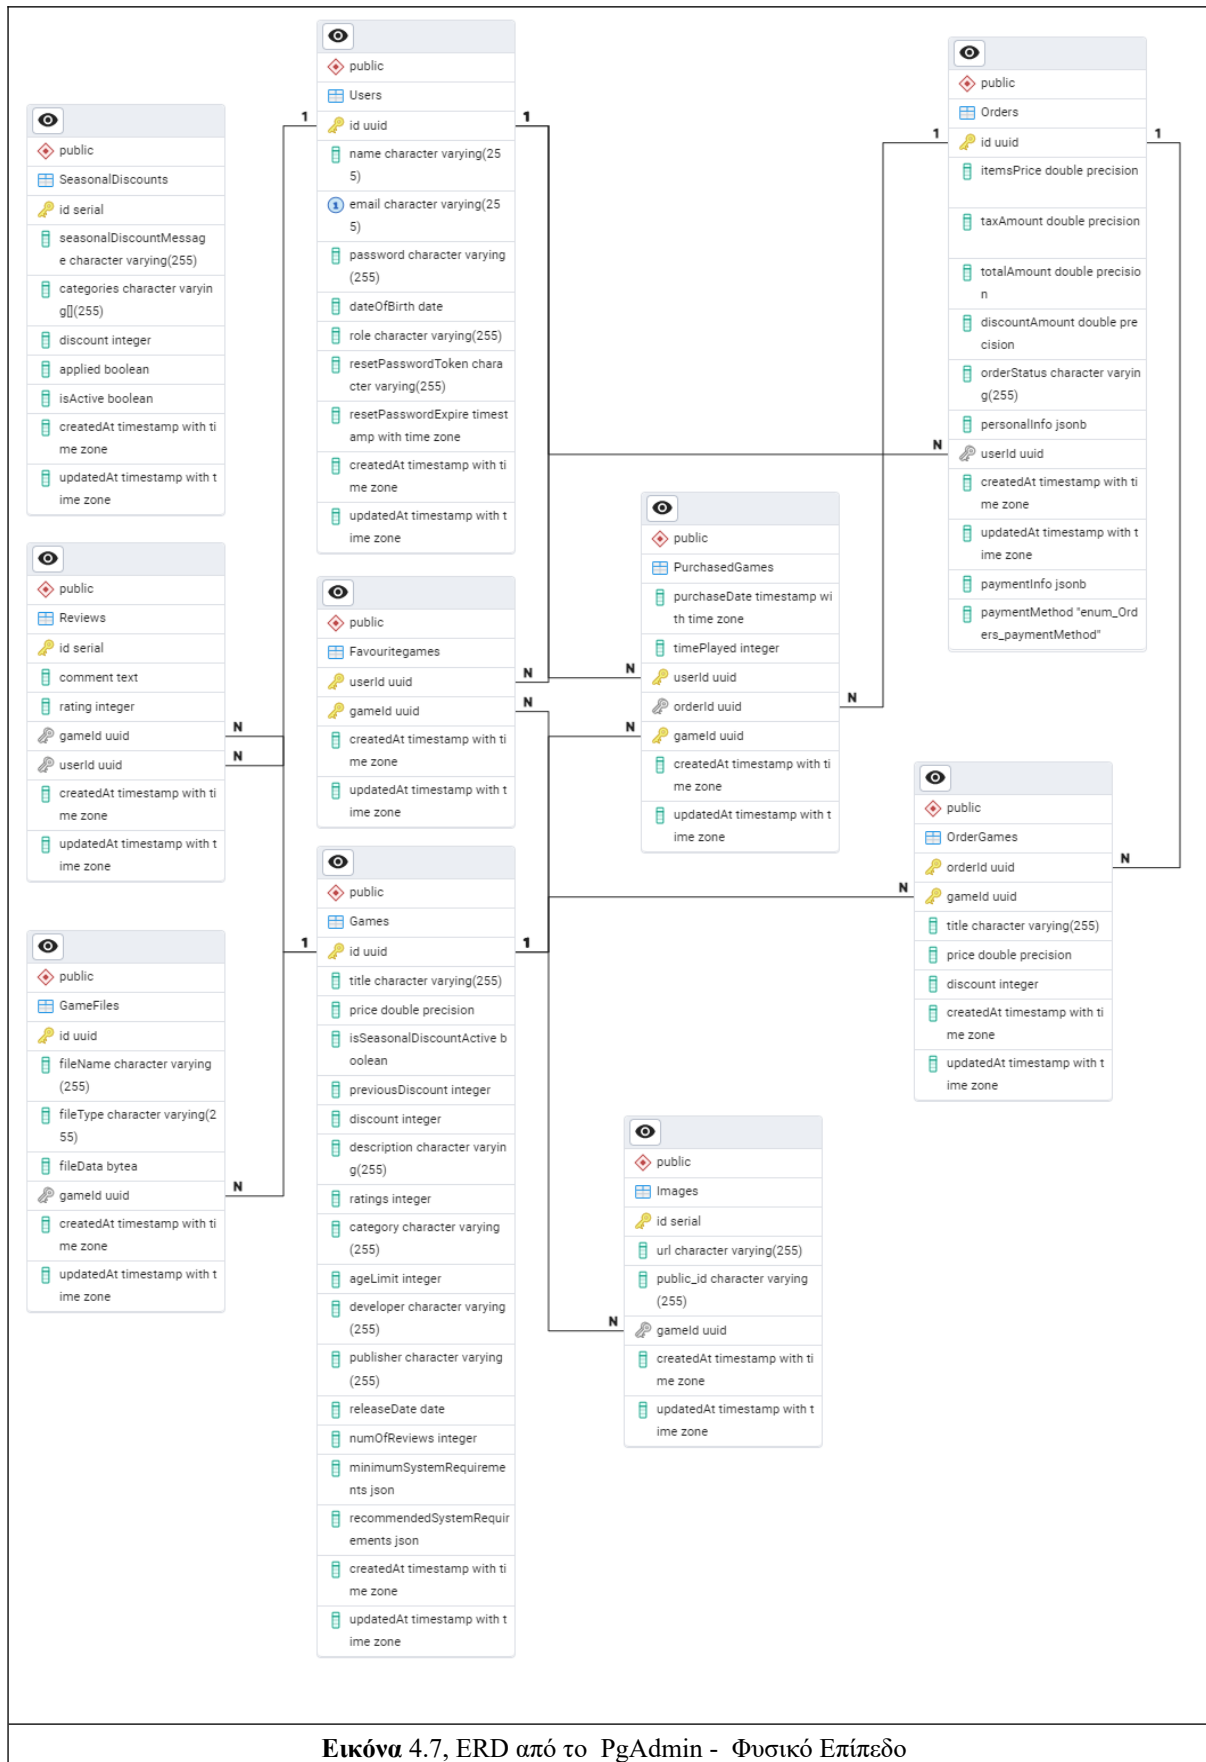 public
SeasonalDiscounts
id serial
seasonalDiscountMessag
e character varying(255)
categories character varyin
g[](255)
discount integer
applied boolean
isActive boolean
createdAt timestamp with ti
me zone
updatedAt timestamp with t
ime zone
public
Reviews
id serial
comment text
rating integer
gameId uuid
N
userId uuid
N
createdAt timestamp with ti
me zone
updatedAt timestamp with t
ime zone
public
GameFiles
id uuid
fileName character varying
(255)
fileType character varying(2
55)
fileData bytea
gameId uuid
N
createdAt timestamp with ti
me zone
updatedAt timestamp with t
ime zone
public
Users
1
id uuid
1
name character varying(25
5)
1
email character varying(25
5)
password character varying
(255)
dateOfBirth date
role character varying(255)
resetPasswordToken chara
cter varying(255)
resetPasswordExpire timest
amp with time zone
createdAt timestamp with ti
me zone
updatedAt timestamp with t
ime zone
public
Favouritegames
userId uuid
N
gameId uuid
N
createdAt timestamp with ti
me zone
updatedAt timestamp with t
ime zone
public
Games
1
id uuid
1
title character varying(255)
price double precision
isSeasonalDiscountActive b
oolean
previousDiscount integer
discount integer
description character varyin
g(255)
ratings integer
category character varying
(255)
ageLimit integer
developer character varying
(255)
publisher character varying
(255)
releaseDate date
numOfReviews integer
minimumSystemRequireme
nts json
recommendedSystemRequir
ements json
createdAt timestamp with ti
me zone
updatedAt timestamp with t
ime zone
public
PurchasedGames
purchaseDate timestamp wi
th time zone
timePlayed integer
N
userId uuid
orderId uuid
N
N
gameId uuid
createdAt timestamp with ti
me zone
updatedAt timestamp with t
ime zone
public
Images
id serial
url character varying(255)
public_id character varying
(255)
N
gameId uuid
createdAt timestamp with ti
me zone
updatedAt timestamp with t
ime zone
public
Orders
1
id uuid
1
itemsPrice double precision
taxAmount double precision
totalAmount double precisio
n
discountAmount double pre
cision
orderStatus character varyin
g(255)
personalInfo jsonb
N
userId uuid
createdAt timestamp with ti
me zone
updatedAt timestamp with t
ime zone
paymentInfo jsonb
paymentMethod "enum_Ord
ers_paymentMethod"
public
OrderGames
orderId uuid
N
N
gameId uuid
title character varying(255)
price double precision
discount integer
createdAt timestamp with ti
me zone
updatedAt timestamp with t
ime zone
Εικόνα 4.7, ERD από το PgAdmin - Φυσικό Επίπεδο